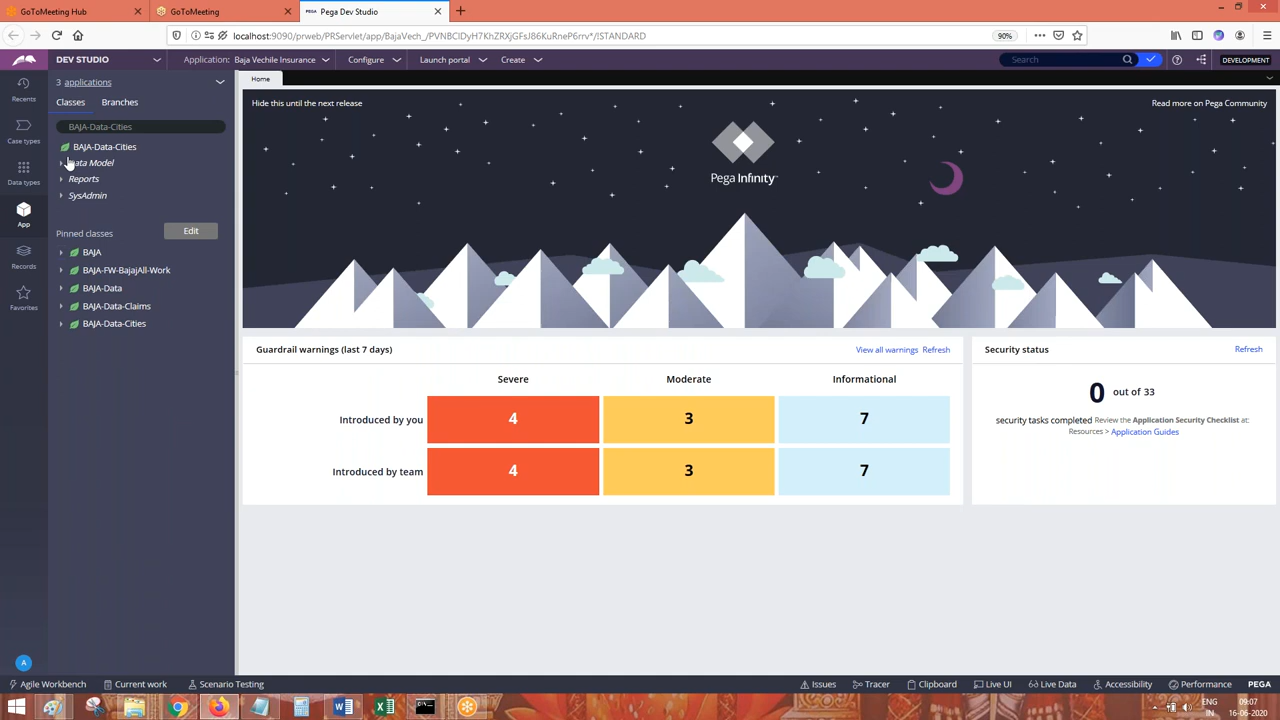 GoToMeeting Hub
GoToMeeting
PEGA Pega Dev Studio
localhost:9090/prweb/PRServlet/app/BajaVech_/PVNBClDyH7KhZRXjGFsJ86KuRneP6rrv*/!STANDARD
90%
DEV STUDIO
Application: Baja Vechile Insurance
Configure
Launch portal
Create
Search
DEVELOPMENT
Recents
Case types
Data types
App
Records
Favorites
A
3 applications
Classes
Branches
BAJA-Data-Cities
BAJA-Data-Cities
Data Model
Reports
SysAdmin
Pinned classes
Edit
BAJA
BAJA-FW-BajajAll-Work
BAJA-Data
BAJA-Data-Claims
BAJA-Data-Cities
Home
Hide this until the next release
Read more on Pega Community
Pega Infinity
Guardrail warnings (last 7 days)
View all warnings Refresh
Severe Moderate Informational
Introduced by you 4 3 7
Introduced by team 4 3 7
Security status
Refresh
0 out of 33
security tasks completed Review the Application Security Checklist at:
Resources > Application Guides
Agile Workbench
Current work
Scenario Testing
Issues
Tracer
Clipboard
Live UI
Live Data
Accessibility
Performance
PEGA
ENG
IN
09:07
16-06-2020